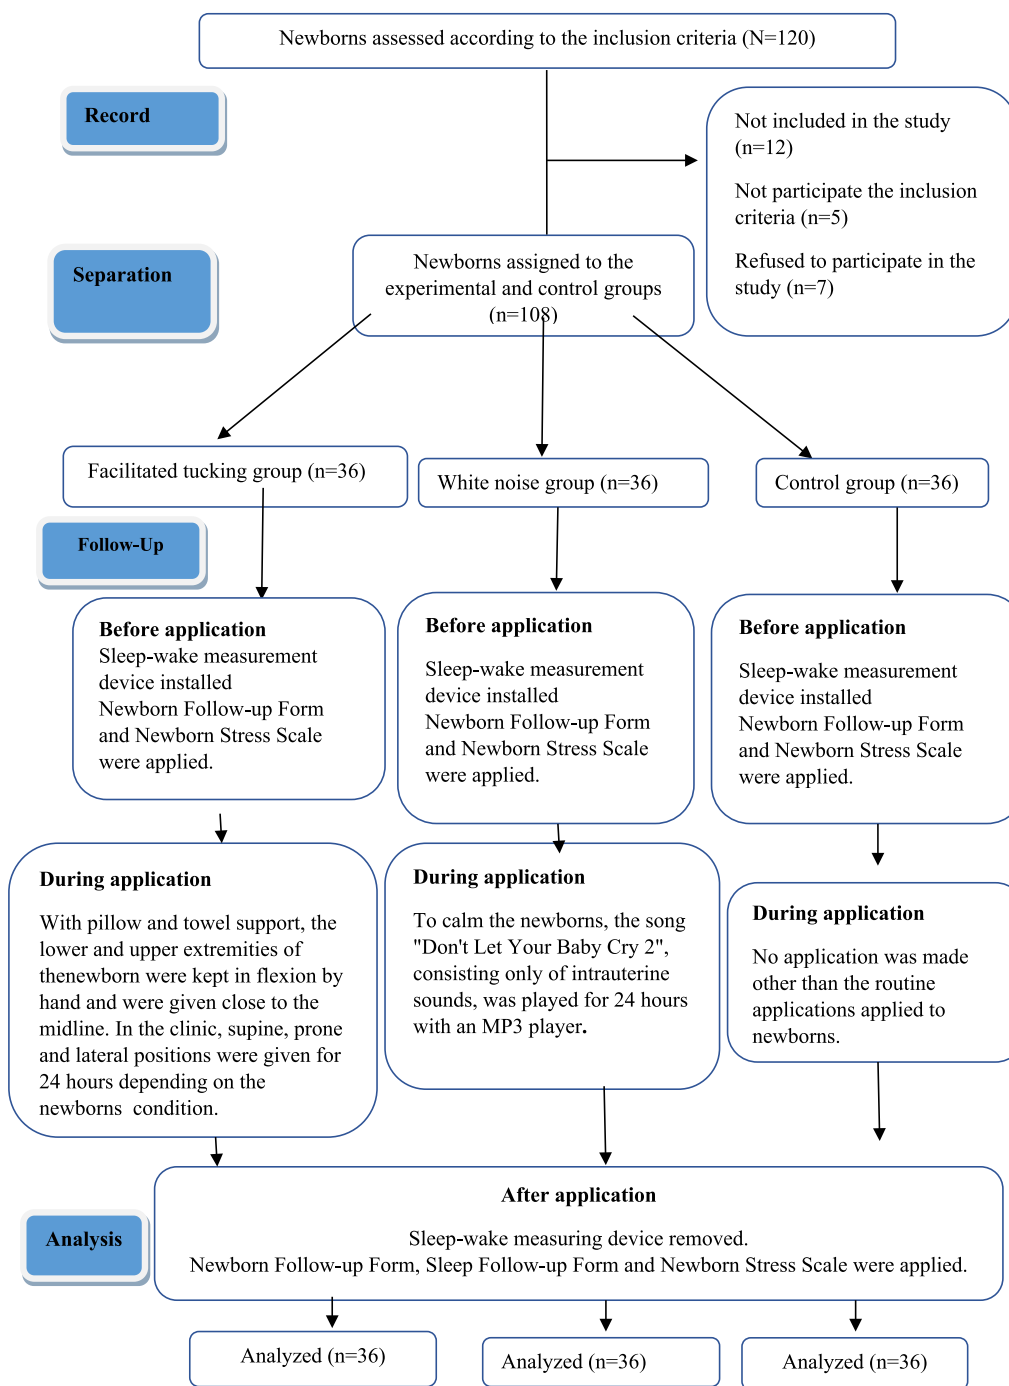 Newborns assessed according to the inclusion criteria (N=120)
Record
Not included in the study
(n=12)
Not participate the inclusion
criteria (n=5)
Refused to participate in the
study (n=7)
Separation
Newborns assigned to the
experimental and control groups
(n=108)
Facilitated tucking group (n=36)
White noise group (n=36)
Control group (n=36)
Follow-Up
Before application
Sleep-wake measurement
device installed
Newborn Follow-up Form
and Newborn Stress Scale
were applied.
Before application
Sleep-wake measurement
device installed
Newborn Follow-up Form
and Newborn Stress Scale
were applied.
Before application
Sleep-wake measurement
device installed
Newborn Follow-up Form
and Newborn Stress Scale
were applied.
During application
With pillow and towel support, the
lower and upper extremities of
thenewborn were kept in flexion by
hand and were given close to the
midline. In the clinic, supine, prone
and lateral positions were given for
24 hours depending on the
newborns condition.
During application
To calm the newborns, the song
"Don't Let Your Baby Cry 2",
consisting only of intrauterine
sounds, was played for 24 hours
with an MP3 player.
During application
No application was made
other than the routine
applications applied to
newborns.
Analysis
After application
Sleep-wake measuring device removed.
Newborn Follow-up Form, Sleep Follow-up Form and Newborn Stress Scale were applied.
Analyzed (n=36)
Analyzed (n=36)
Analyzed (n=36)